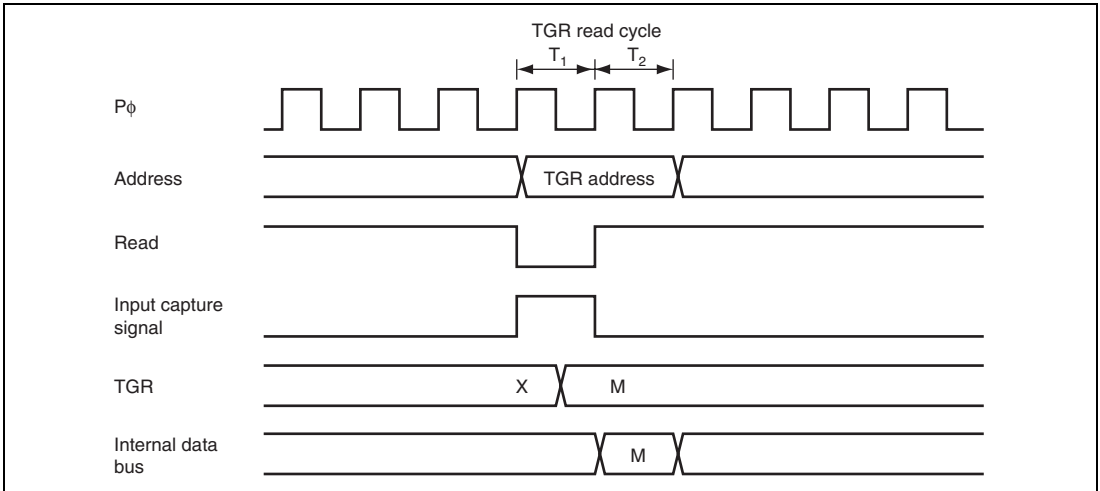 TGR read cycle
T1 T2
Pϕ
Address
TGR address
Read
Input capture
signal
TGR
X
M
Internal data
bus
M